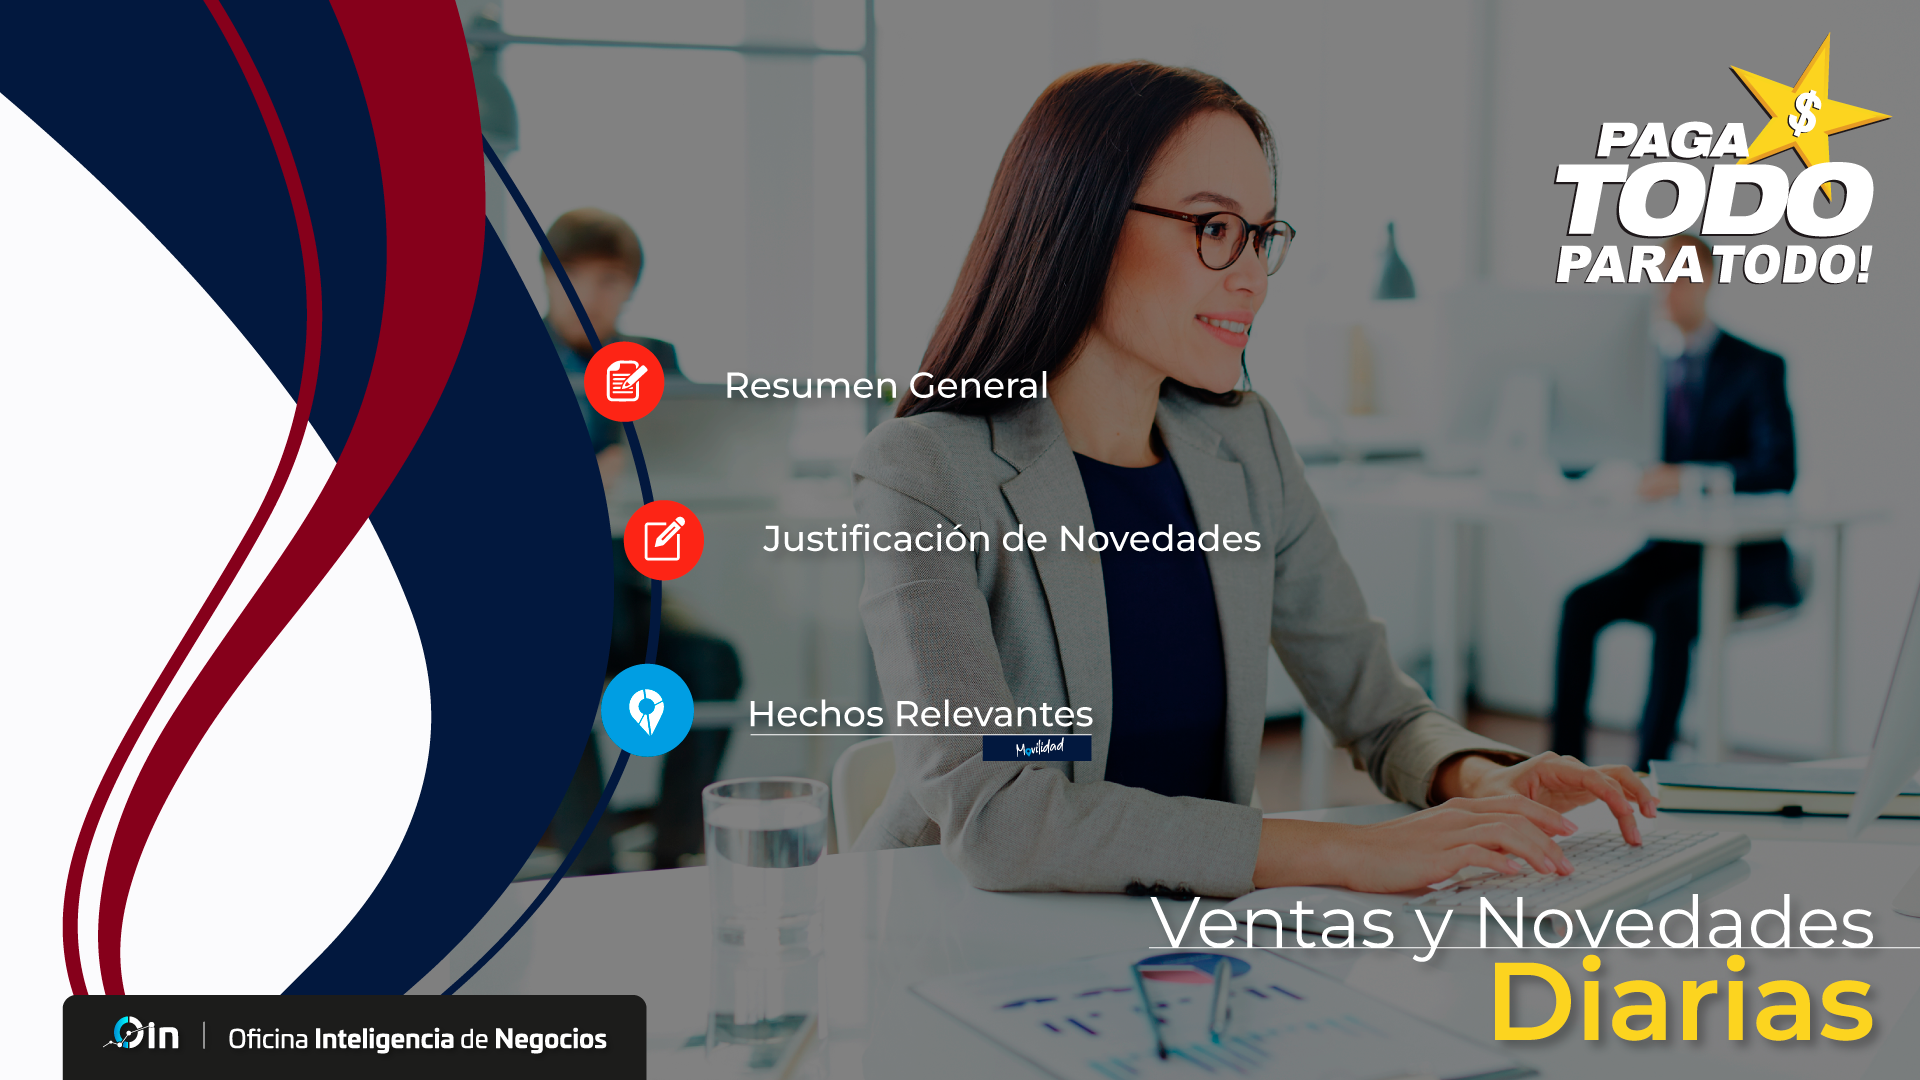 $
PAGA
TODO
PARA TODO!
Resumen General
Justificación de Novedades
Hechos Relevantes
Movilidad
Ventas y Novedades
Diarias
Oin | Oficina Inteligencia de Negocios